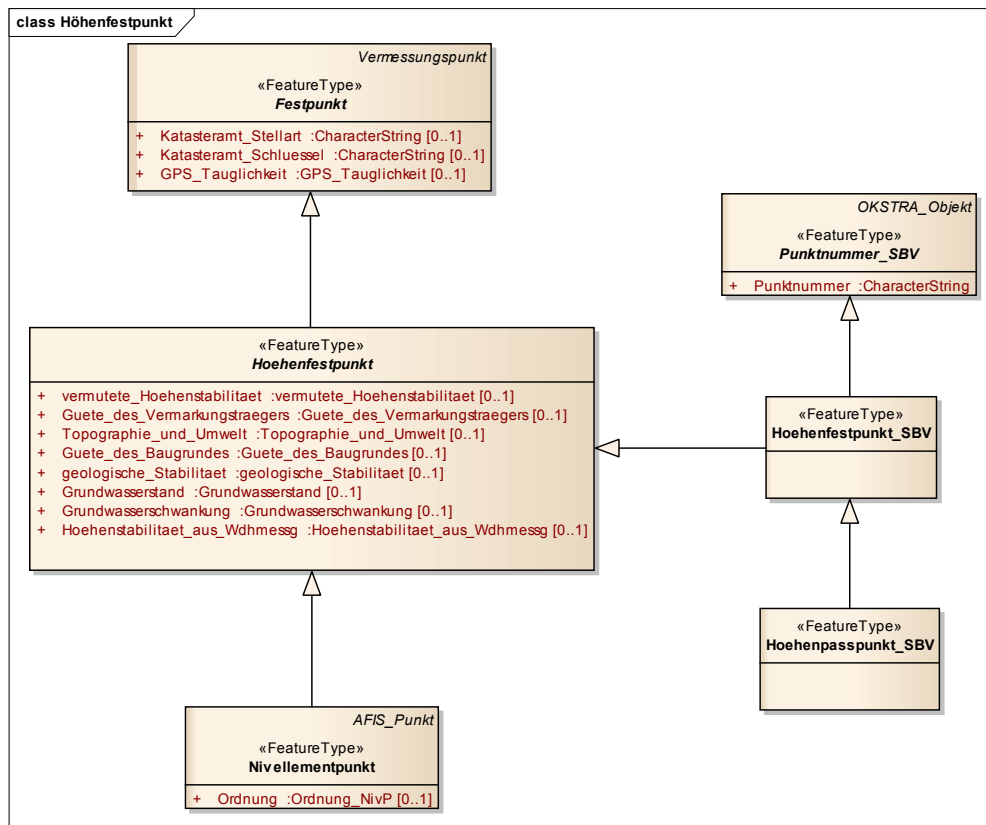 class Höhenfestpunkt
Vermessungspunkt
«FeatureType»
Festpunkt
+ Katasteramt_Stellart :CharacterString [0..1]
+ Katasteramt_Schluessel :CharacterString [0..1]
+ GPS_Tauglichkeit :GPS_Tauglichkeit [0..1]
OKSTRA_Objekt
«FeatureType»
Punktnummer_SBV
+ Punktnummer :CharacterString
«FeatureType»
Hoehenfestpunkt
+ vermutete_Hoehenstabilitaet :vermutete_Hoehenstabilitaet [0..1]
+ Guete_des_Vermarkungstraegers :Guete_des_Vermarkungstraegers [0..1]
+ Topographie_und_Umwelt :Topographie_und_Umwelt [0..1]
+ Guete_des_Baugrundes :Guete_des_Baugrundes [0..1]
+ geologische_Stabilitaet :geologische_Stabilitaet [0..1]
+ Grundwasserstand :Grundwasserstand [0..1]
+ Grundwasserschwankung :Grundwasserschwankung [0..1]
+ Hoehenstabilitaet_aus_Wdhmessg :Hoehenstabilitaet_aus_Wdhmessg [0..1]
«FeatureType»
Hoehenfestpunkt_SBV
«FeatureType»
Hoehenpasspunkt_SBV
AFIS_Punkt
«FeatureType»
Nivellementpunkt
+ Ordnung :Ordnung_NivP [0..1]